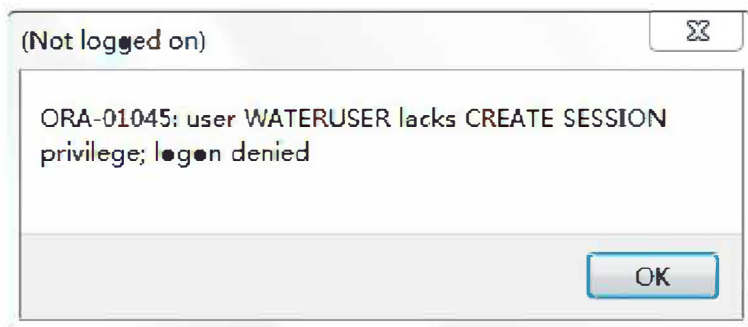 (Not logged on)
ORA-01045: user WATERUSER lacks CREATE SESSION
privilege; logon denied
OK